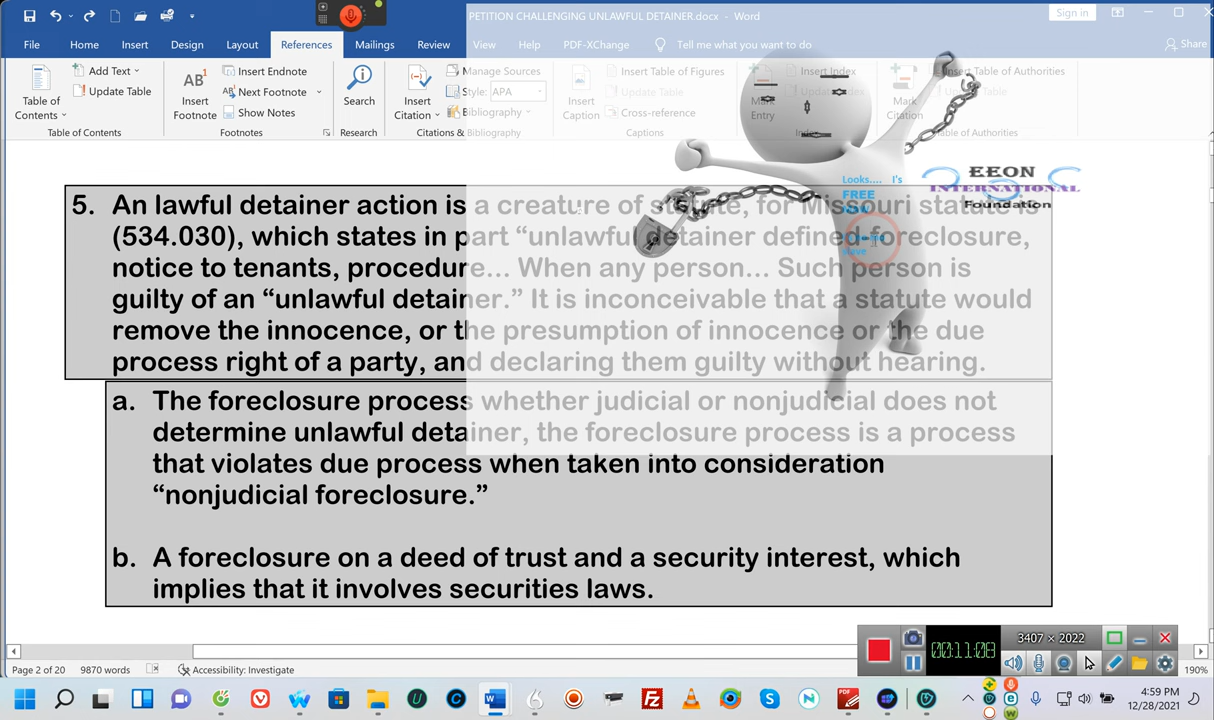 PETITION CHALLENGING UNLAWFUL DETAINER.docx - Word
Sign in
File Home Insert Design Layout References Mailings Review View Help PDF-XChange Tell me what you want to do Share
Table of Contents
Add Text
Update Table
Table of Contents
AB1
Insert Footnote
Insert Endnote
Next Footnote
Show Notes
Footnotes
Search
Research
Insert Citation
Manage Sources
Style: APA
Bibliography
Citations & Bibliography
Insert Caption
Insert Table of Figures
Update Table
Cross-reference
Captions
Mark Entry
Insert Index
Mark Citation
Insert Table of Authorities
Table of Authorities
EEON
INTERNATIONAL
Foundation
Looks.... I's
FREE
5. An lawful detainer action is a creature of statute, for Missouri
(534.030), which states in part “unlawful detainer defined foreclosure,
notice to tenants, procedure... When any person... Such person is
guilty of an “unlawful detainer.” It is inconceivable that a statute would
remove the innocence, or the presumption of innocence or the due
process right of a party, and declaring them guilty without hearing.
a. The foreclosure process whether judicial or nonjudicial does not
determine unlawful detainer, the foreclosure process is a process
that violates due process when taken into consideration
“nonjudicial foreclosure.”
b. A foreclosure on a deed of trust and a security interest, which
implies that it involves securities laws.
00:11:08
3407 × 2022
Page 2 of 20 9870 words Accessibility: Investigate 190%
4:59 PM
12/28/2021